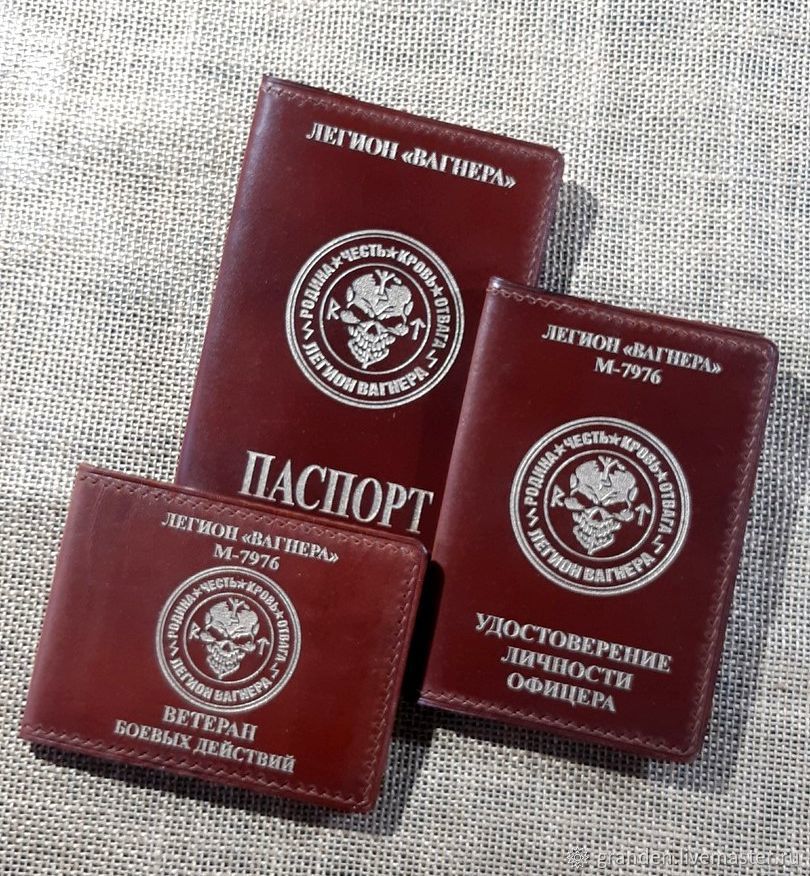 ЛЕГИОН «ВАГНЕРА»
РОДИНА★ЧЕСТЬ★КРОВЬ★ОТВАГА
ЛЕГИОН ВАГНЕРА
ПАСПОРТ
ЛЕГИОН «ВАГНЕРА»
М-7976
РОДИНА★ЧЕСТЬ★КРОВЬ★ОТВАГА
ЛЕГИОН ВАГНЕРА
УДОСТОВЕРЕНИЕ
ЛИЧНОСТИ
ОФИЦЕРА
ЛЕГИОН «ВАГНЕРА»
М-7976
РОДИНА★ЧЕСТЬ★КРОВЬ★ОТВАГА
ЛЕГИОН ВАГНЕРА
ВЕТЕРАН
БОЕВЫХ ДЕЙСТВИЙ
granden.livemaster.ru